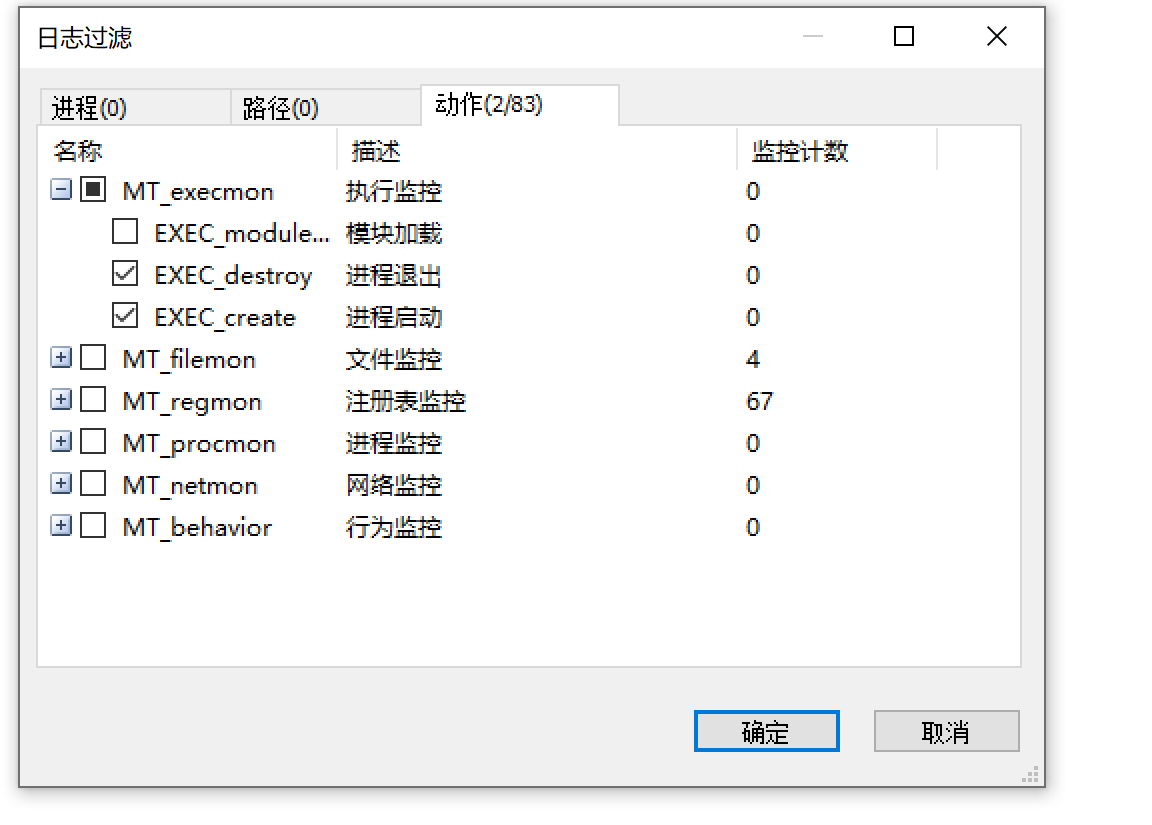 日志过滤
进程(0) 路径(0) 动作(2/83)
名称 描述 监控计数
MT_execmon 执行监控 0
EXEC_module... 模块加载 0
EXEC_destroy 进程退出 0
EXEC_create 进程启动 0
MT_filemon 文件监控 4
MT_regmon 注册表监控 67
MT_procmon 进程监控 0
MT_netmon 网络监控 0
MT_behavior 行为监控 0
确定 取消